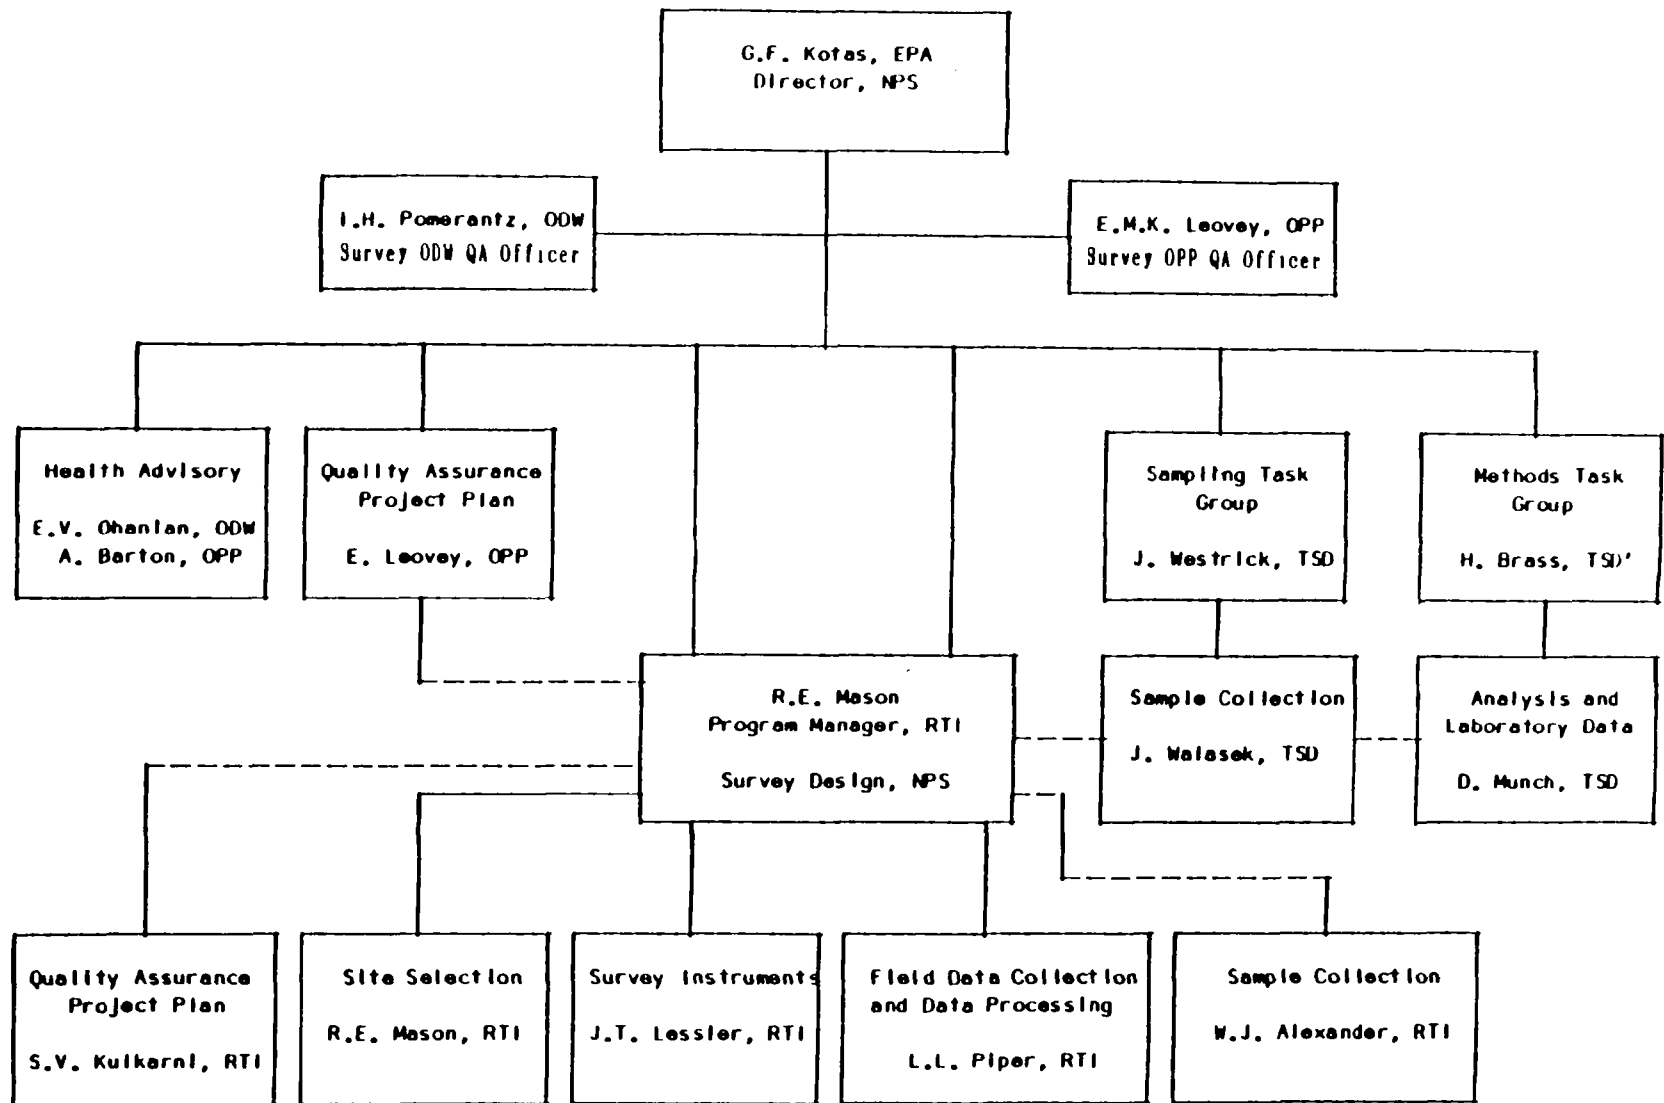 G.F. Kotas, EPA
Director, NPS
I.H. Pomerantz, ODW
Survey ODW QA Officer
E.M.K. Leovey, OPP
Survey OPP QA Officer
Health Advisory
E.V. Ohanian, ODW
A. Barton, OPP
Quality Assurance
Project Plan
E. Leovey, OPP
Sampling Task
Group
J. Westrick, TSD
Methods Task
Group
H. Brass, TSD'
R.E. Mason
Program Manager, RTI
Survey Design, NPS
Sample Collection
J. Walasek, TSD
Analysis and
Laboratory Data
D. Munch, TSD
Quality Assurance
Project Plan
S.V. Kulkarni, RTI
Site Selection
R.E. Mason, RTI
Survey Instruments
J.T. Lessler, RTI
Field Data Collection
and Data Processing
L.L. Piper, RTI
Sample Collection
W.J. Alexander, RTI